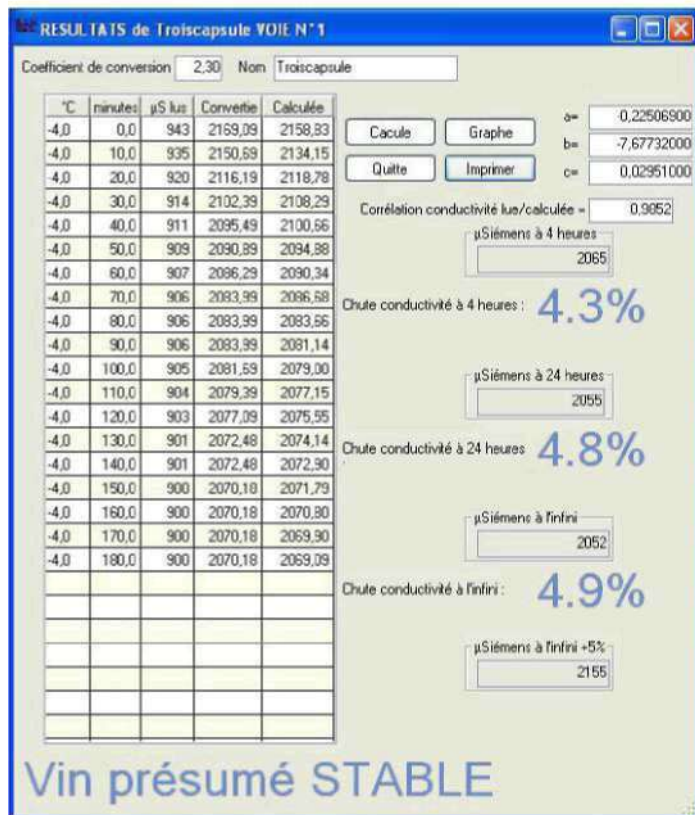 RESULTATS de Troiscapsule VOIE N°1
Coefficient de conversion 2,30 Nom Troiscapsule
°C minutes µS lus Convertie Calculée
-4,0 0,0 943 2169,09 2158,83
-4,0 10,0 935 2150,69 2134,15
-4,0 20,0 920 2116,19 2118,78
-4,0 30,0 914 2102,39 2108,29
-4,0 40,0 911 2095,49 2100,66
-4,0 50,0 909 2090,89 2094,88
-4,0 60,0 907 2086,29 2090,34
-4,0 70,0 906 2083,99 2086,68
-4,0 80,0 906 2083,99 2083,66
-4,0 90,0 906 2083,99 2081,14
-4,0 100,0 905 2081,69 2079,00
-4,0 110,0 904 2079,39 2077,15
-4,0 120,0 903 2077,09 2075,55
-4,0 130,0 901 2072,48 2074,14
-4,0 140,0 901 2072,48 2072,90
-4,0 150,0 900 2070,18 2071,79
-4,0 160,0 900 2070,18 2070,80
-4,0 170,0 900 2070,18 2069,90
-4,0 180,0 900 2070,18 2069,09
Cacule Graphe
Quitte Imprimer
a= -0,22506900
b= -7,67732000
c= 0,02951000
Corrélation conductivité lue/calculée = 0,9852
µSiémens à 4 heures
2065
Chute conductivité à 4 heures : 4.3%
µSiémens à 24 heures
2055
Chute conductivité à 24 heures 4.8%
µSiémens à l'infini
2052
Chute conductivité à l'infini : 4.9%
µSiémens à l'infini +5%
2155
Vin présumé STABLE